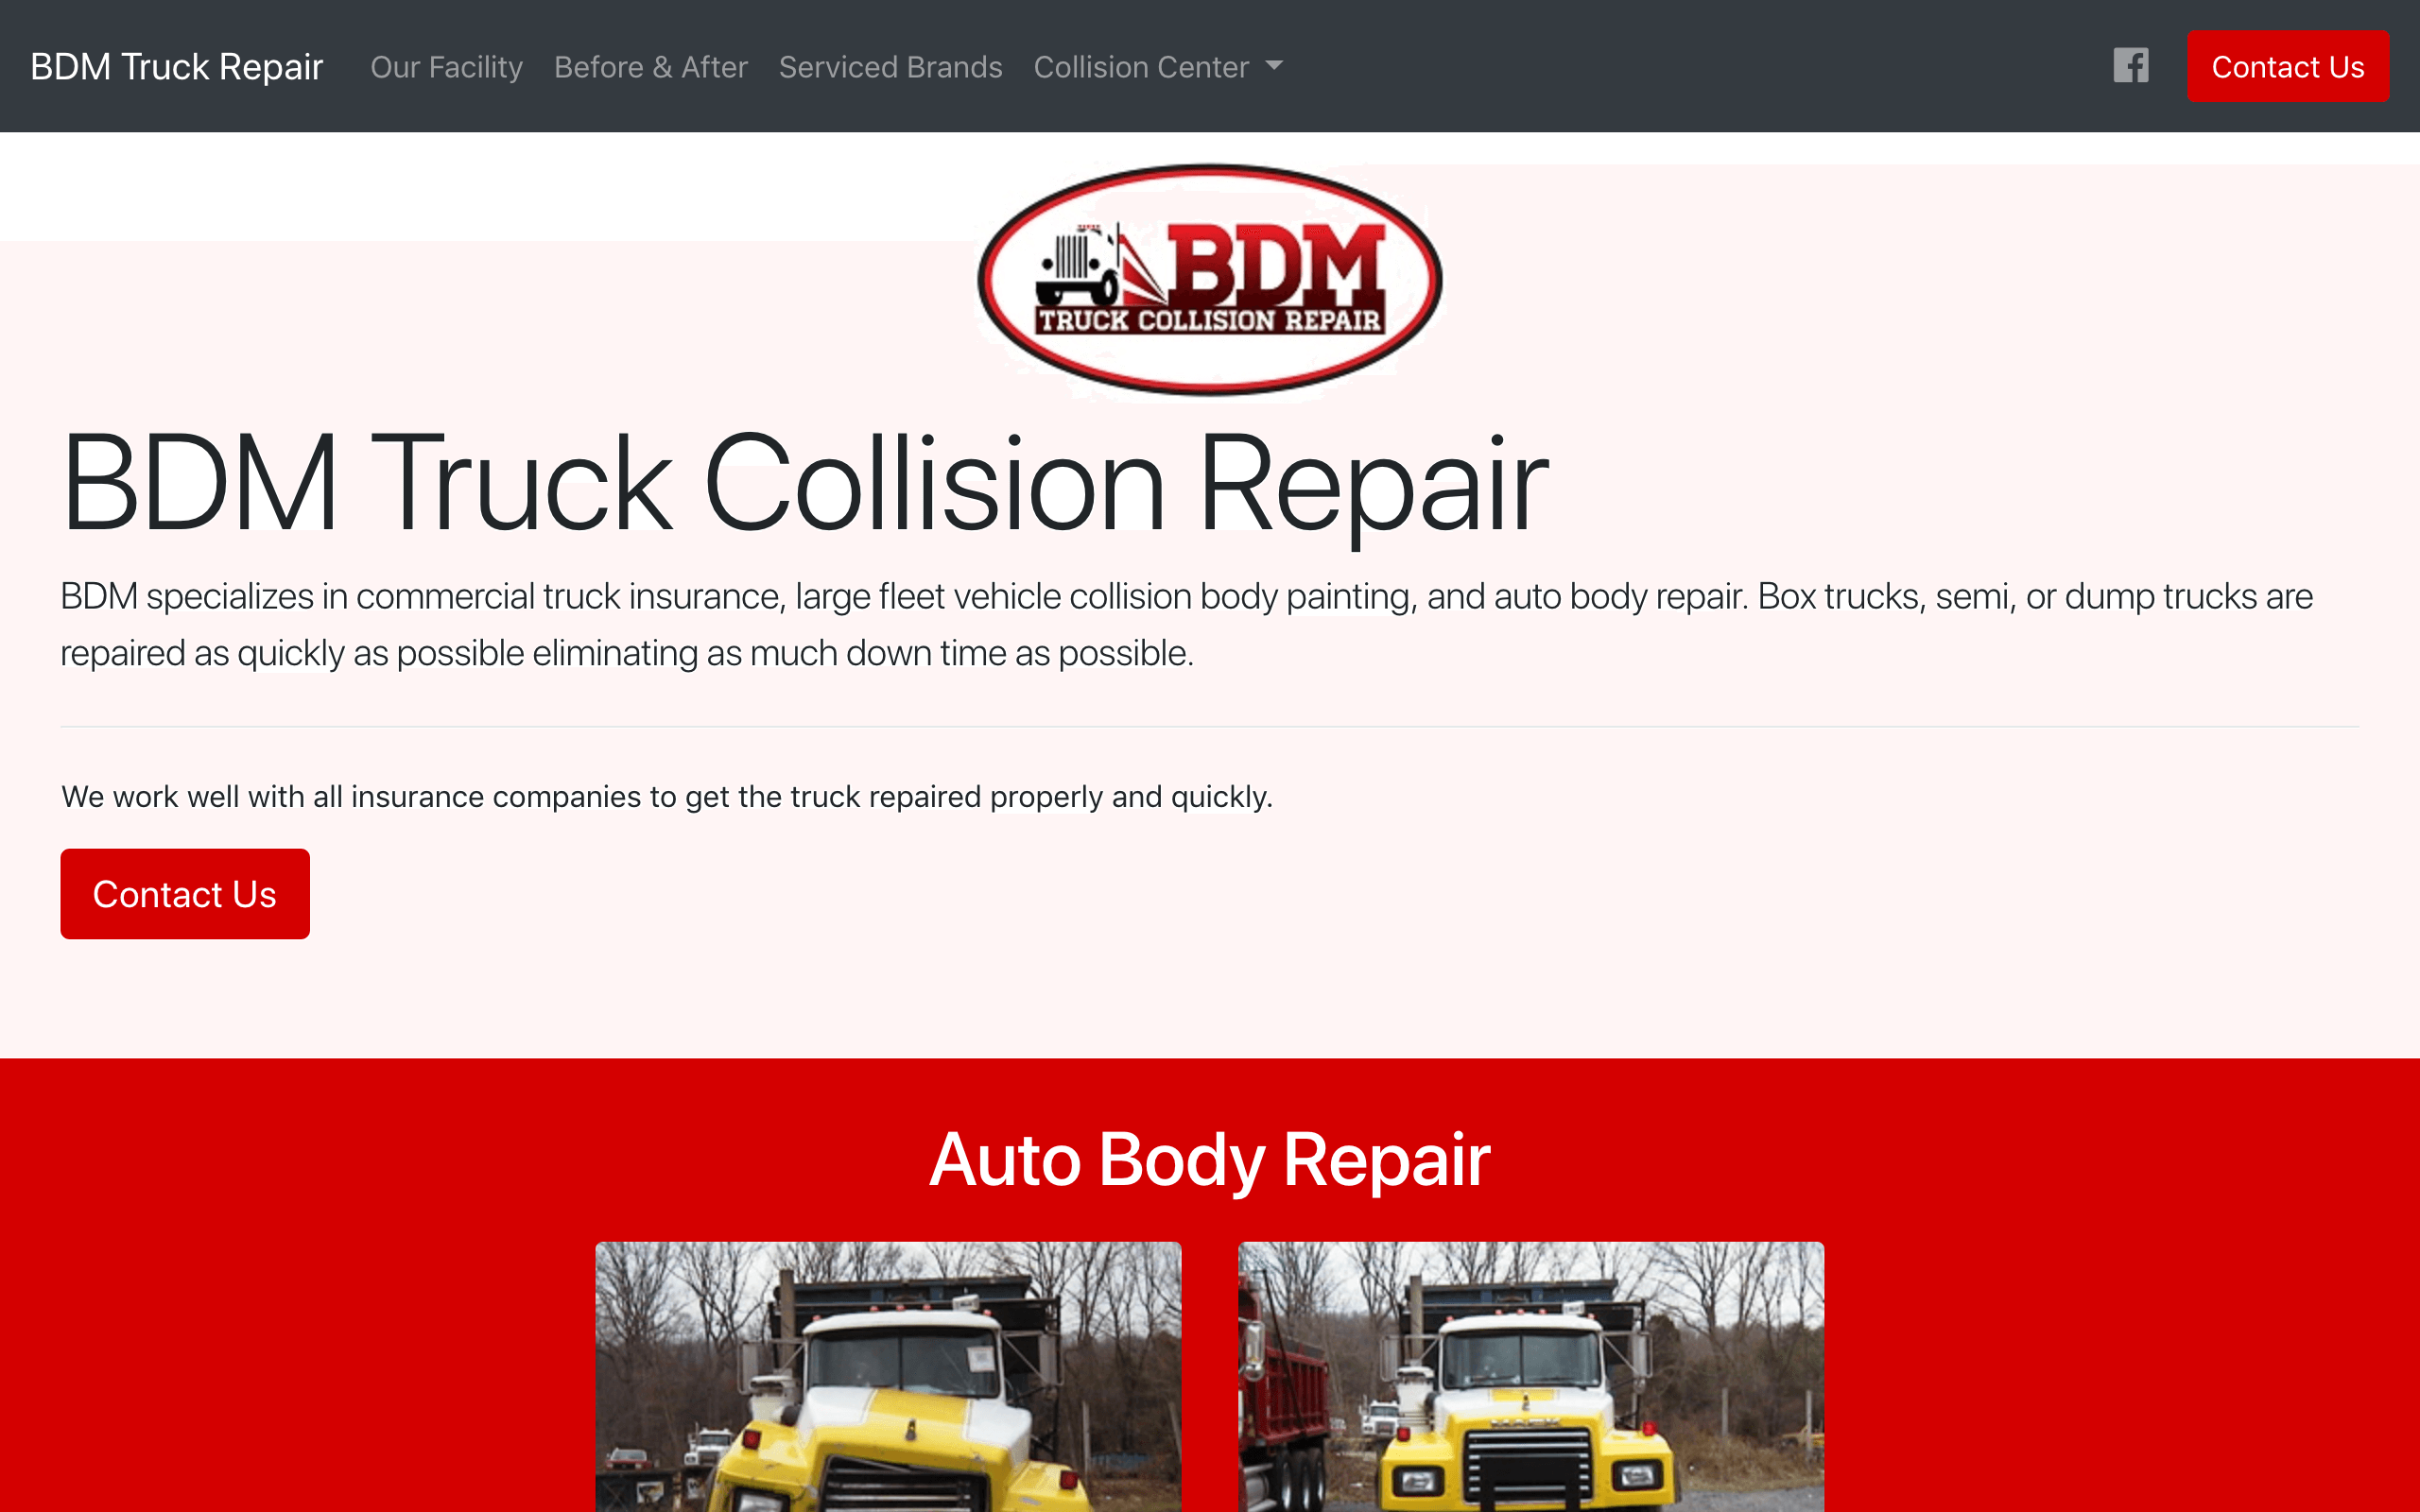 BDM Truck Repair
Our Facility
Before & After
Serviced Brands
Collision Center
Contact Us
BDM
TRUCK COLLISION REPAIR
BDM Truck Collision Repair
BDM specializes in commercial truck insurance, large fleet vehicle collision body painting, and auto body repair. Box trucks, semi, or dump trucks are
repaired as quickly as possible eliminating as much down time as possible.
We work well with all insurance companies to get the truck repaired properly and quickly.
Contact Us
Auto Body Repair
MACK